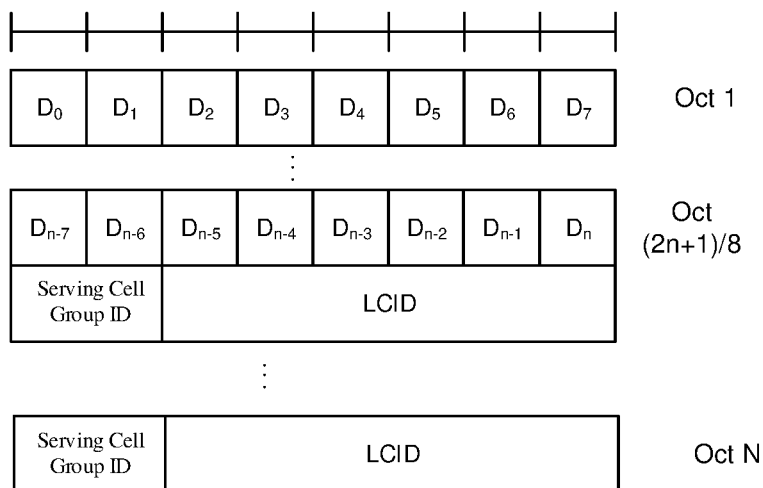 D₀ D₁ D₂ D₃ D₄ D₅ D₆ D₇ Oct 1
Dₙ₋₇ Dₙ₋₆ Dₙ₋₅ Dₙ₋₄ Dₙ₋₃ Dₙ₋₂ Dₙ₋₁ Dₙ Oct
(2n+1)/8
Serving Cell
Group ID
LCID
Serving Cell
Group ID
LCID
Oct N